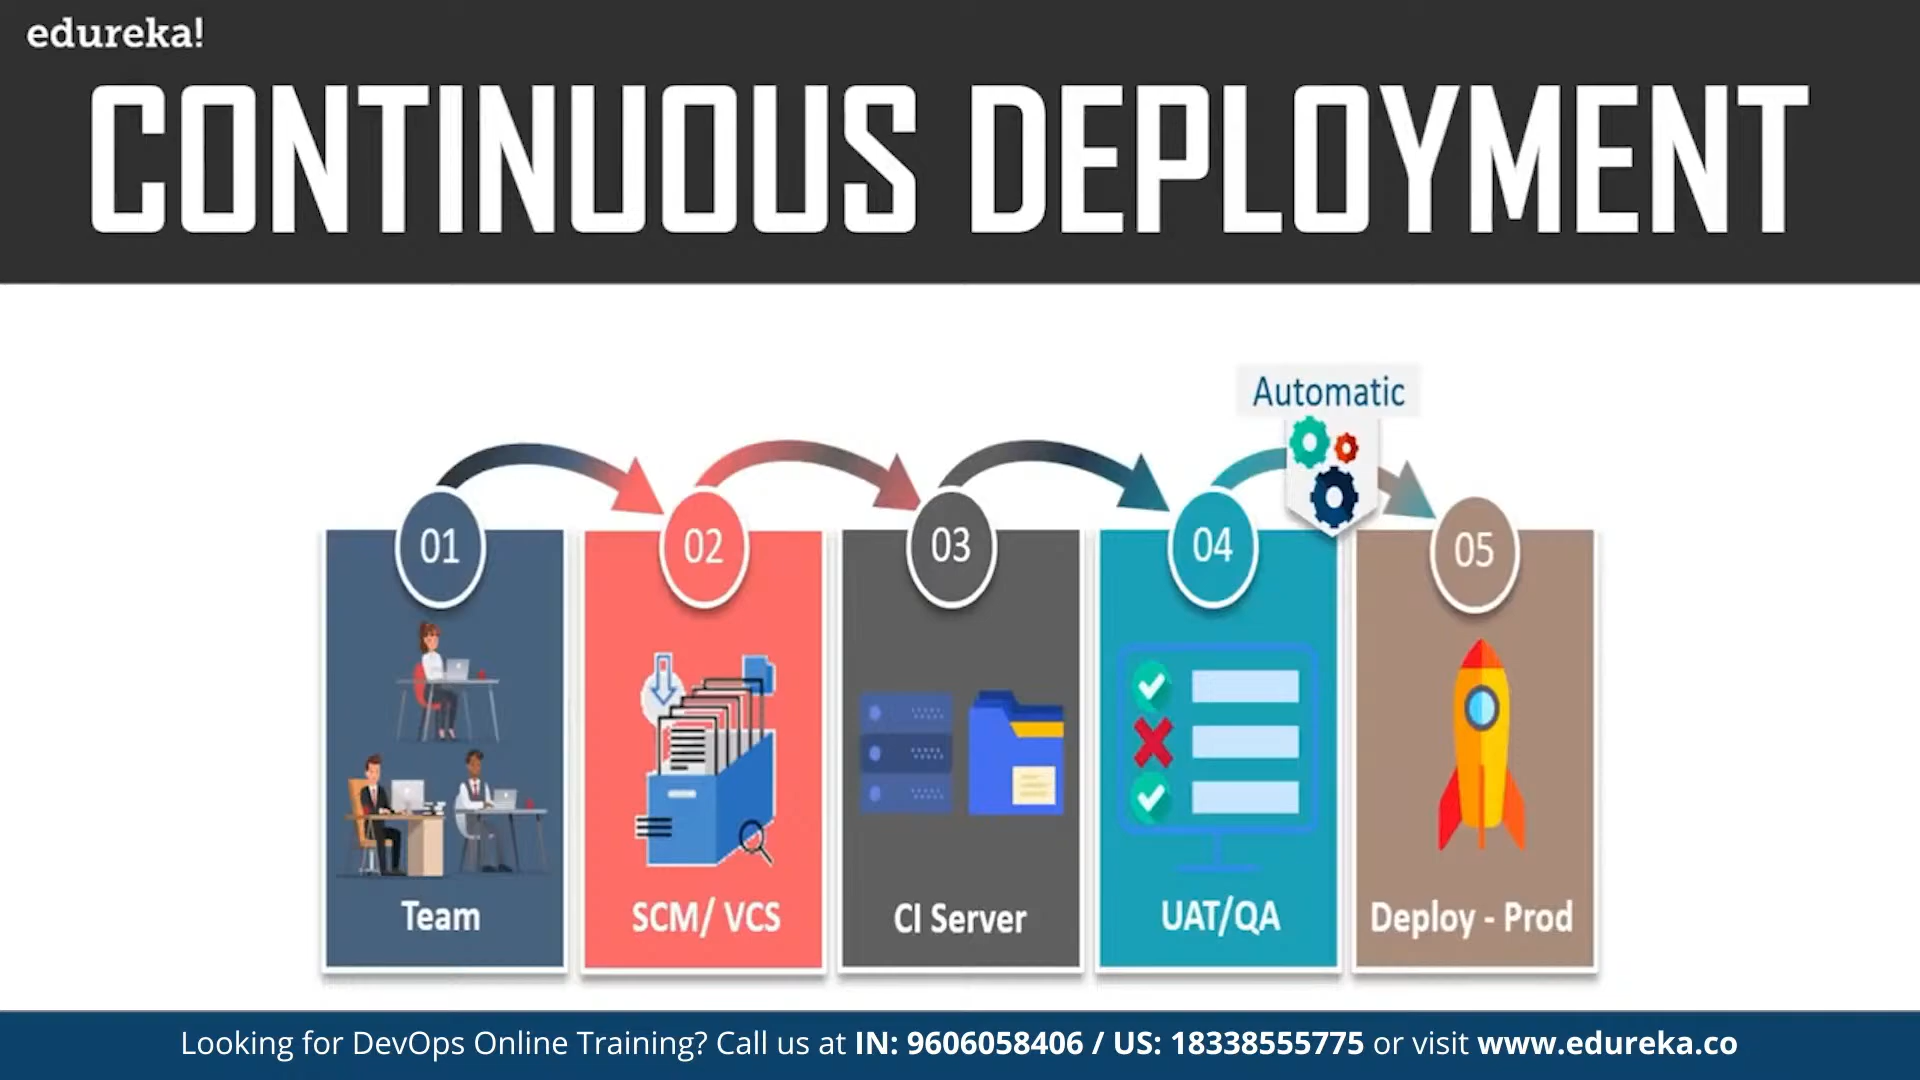 edureka!
CONTINUOUS DEPLOYMENT
Automatic
01
02
03
04
05
Team
SCM/ VCS
CI Server
UAT/QA
Deploy - Prod
Looking for DevOps Online Training? Call us at IN: 9606058406 / US: 18338555775 or visit www.edureka.co